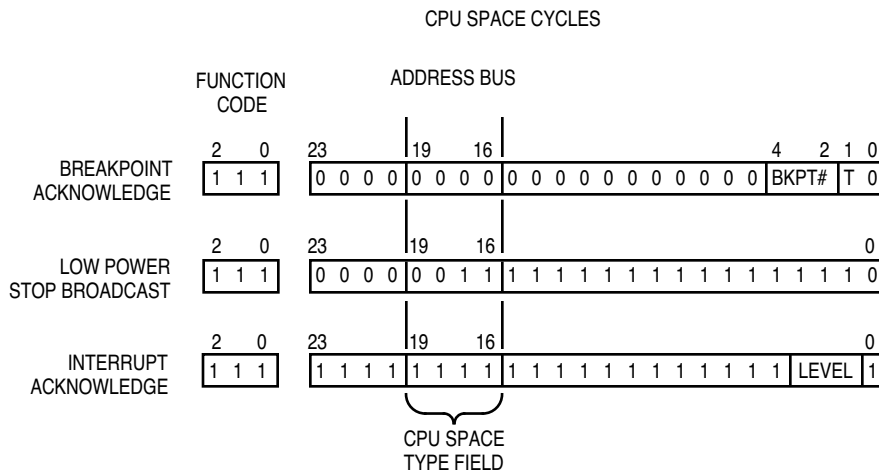 CPU SPACE CYCLES
FUNCTION
CODE
ADDRESS BUS
2 0 23 19 16 4 2 1 0
BREAKPOINT
ACKNOWLEDGE
1 1 1 0 0 0 0 0 0 0 0 0 0 0 0 0 0 0 0 0 0 0 BKPT# T 0
2 0 23 19 16 0
LOW POWER
STOP BROADCAST
1 1 1 0 0 0 0 0 0 1 1 1 1 1 1 1 1 1 1 1 1 1 1 1 1 1 0
2 0 23 19 16 0
INTERRUPT
ACKNOWLEDGE
1 1 1 1 1 1 1 1 1 1 1 1 1 1 1 1 1 1 1 1 1 1 1 LEVEL 1
CPU SPACE
TYPE FIELD